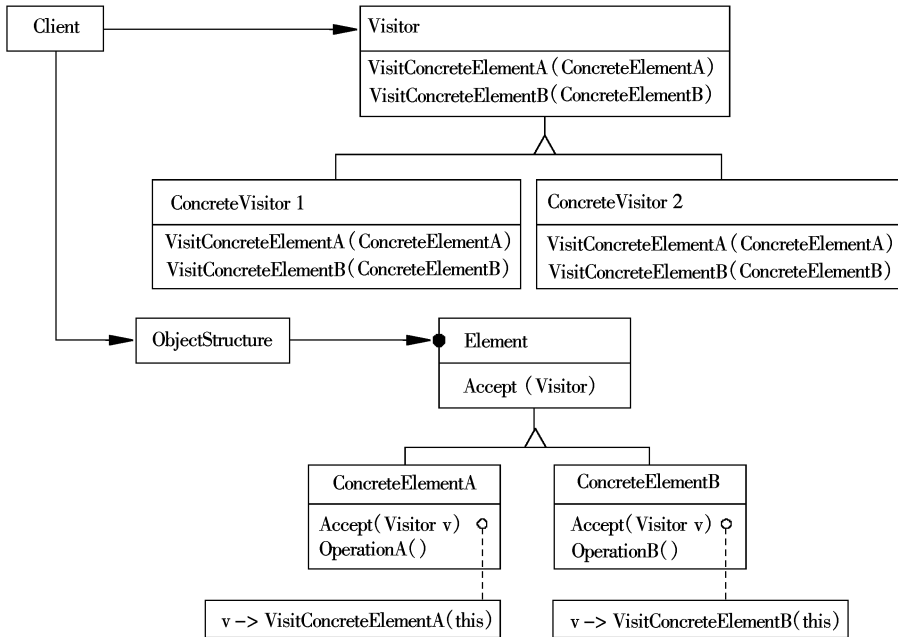 Client
Visitor
VisitConcreteElementA(ConcreteElementA)
VisitConcreteElementB(ConcreteElementB)
ConcreteVisitor 1
VisitConcreteElementA(ConcreteElementA)
VisitConcreteElementB(ConcreteElementB)
ConcreteVisitor 2
VisitConcreteElementA(ConcreteElementA)
VisitConcreteElementB(ConcreteElementB)
ObjectStructure
Element
Accept (Visitor)
ConcreteElementA
Accept(Visitor v)
OperationA()
ConcreteElementB
Accept(Visitor v)
OperationB()
v -> VisitConcreteElementA(this)
v -> VisitConcreteElementB(this)